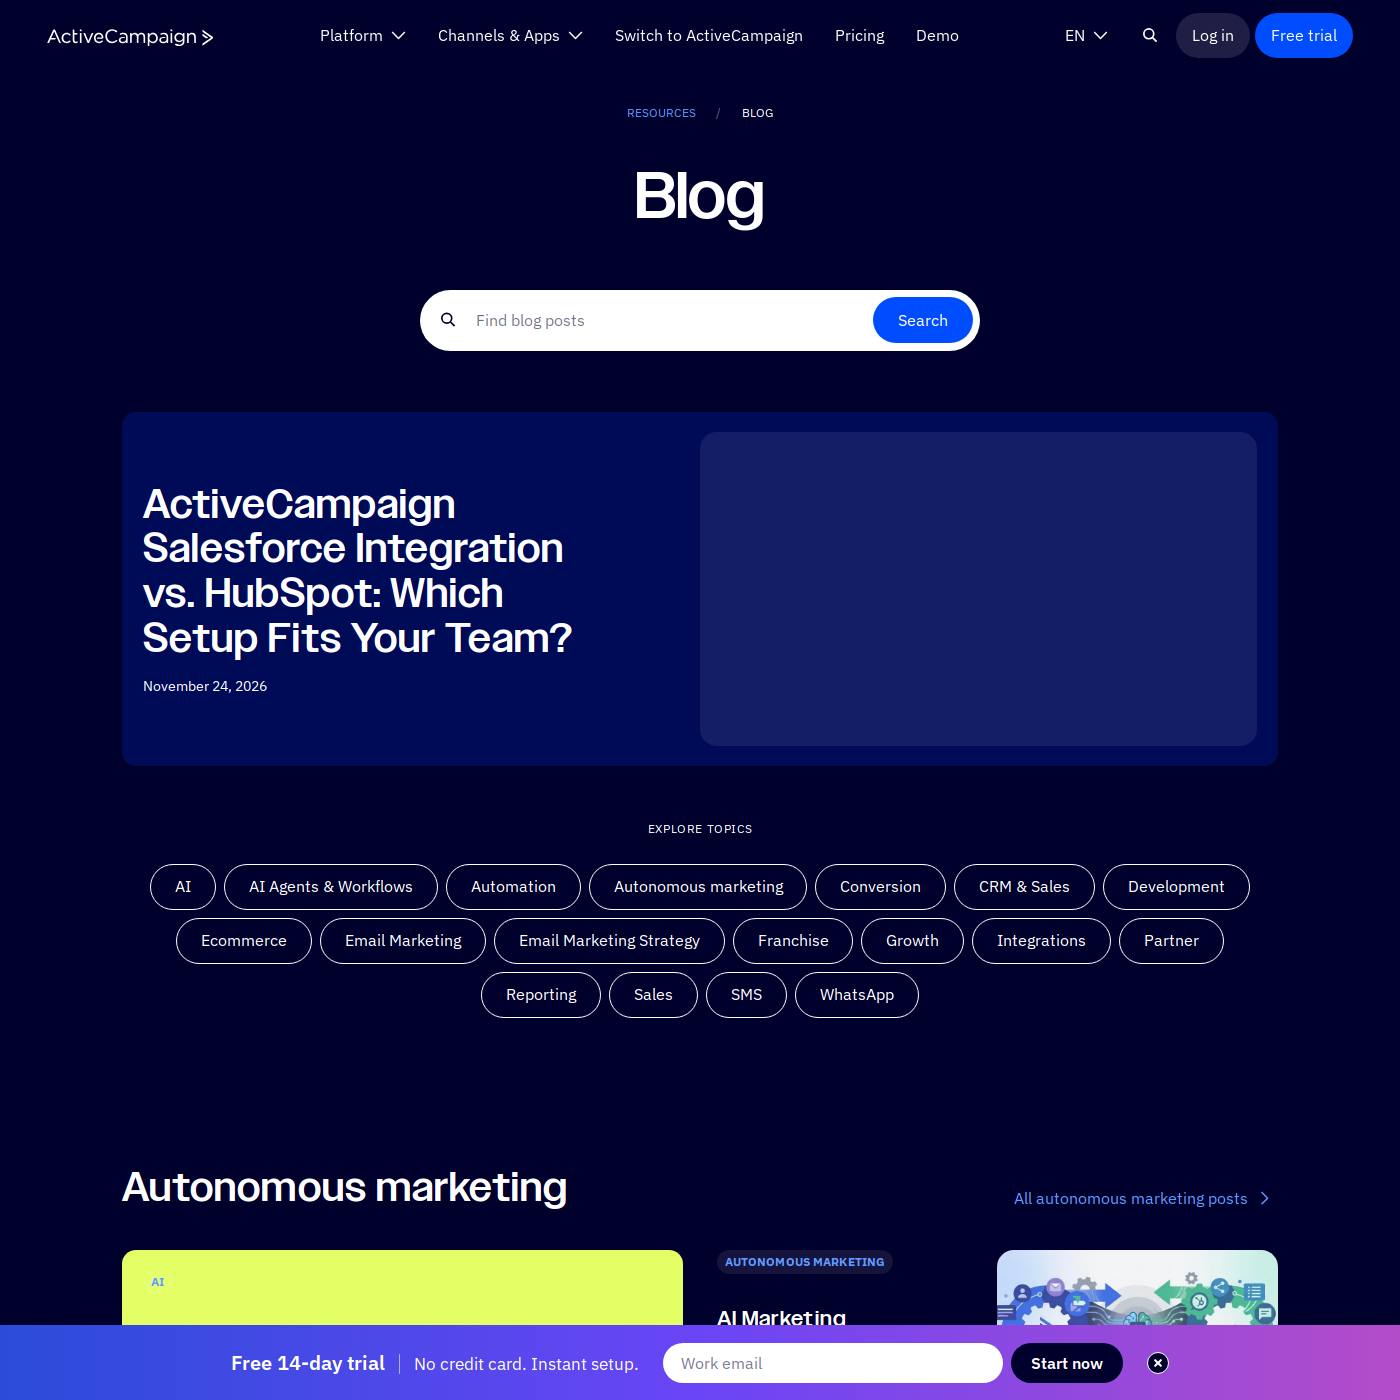 ActiveCampaign
Platform
Channels & Apps
Switch to ActiveCampaign
Pricing
Demo
EN
Log in
Free trial
RESOURCES / BLOG
Blog
Find blog posts
Search
ActiveCampaign
Salesforce Integration
vs. HubSpot: Which
Setup Fits Your Team?
November 24, 2026
EXPLORE TOPICS
AI
AI Agents & Workflows
Automation
Autonomous marketing
Conversion
CRM & Sales
Development
Ecommerce
Email Marketing
Email Marketing Strategy
Franchise
Growth
Integrations
Partner
Reporting
Sales
SMS
WhatsApp
Autonomous marketing
All autonomous marketing posts
AI
AUTONOMOUS MARKETING
AI Marketing
Free 14-day trial
No credit card. Instant setup.
Work email
Start now